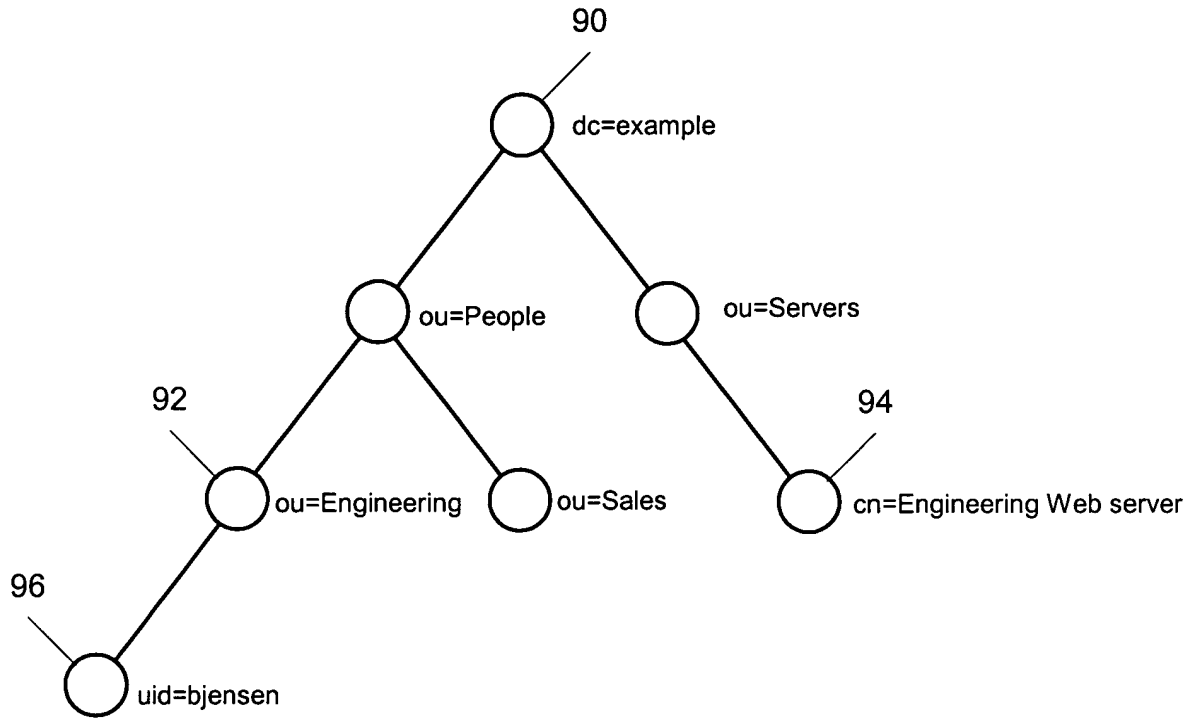 90
dc=example
ou=People
ou=Servers
92
94
ou=Engineering
ou=Sales
cn=Engineering Web server
96
uid=bjensen